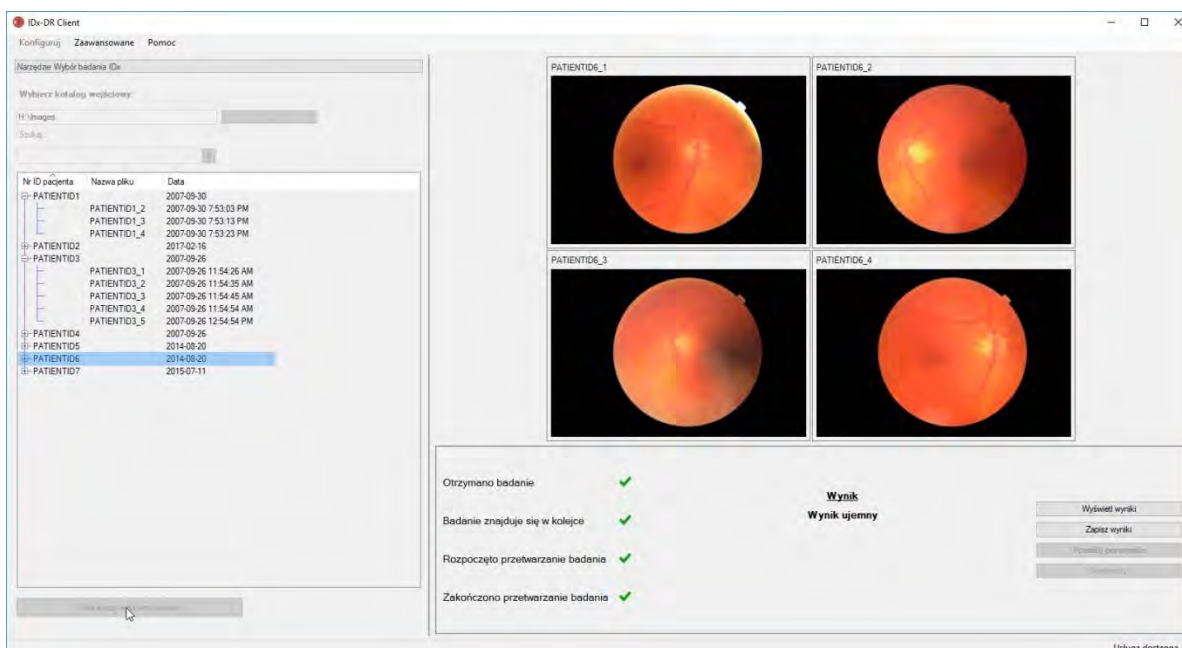 IDx-DR Client
Konfiguruj Zaawansowane Pomoc
Narzędzie Wybór badania IDx
Wybierz katalog wejściowy:
H:\Images
Szukaj
Nr ID pacjenta Nazwa pliku Data
PATIENTID1 2007-09-30
PATIENTID1_2 2007-09-30 7:53:03 PM
PATIENTID1_3 2007-09-30 7:53:13 PM
PATIENTID1_4 2007-09-30 7:53:23 PM
PATIENTID2 2017-02-16
PATIENTID3 2007-09-26
PATIENTID3_1 2007-09-26 11:54:26 AM
PATIENTID3_2 2007-09-26 11:54:35 AM
PATIENTID3_3 2007-09-26 11:54:45 AM
PATIENTID3_4 2007-09-26 11:54:54 AM
PATIENTID3_5 2007-09-26 12:54:54 PM
PATIENTID4 2007-09-26
PATIENTID5 2014-08-20
PATIENTID6 2014-08-20
PATIENTID7 2015-07-11
PATIENTID6_1
PATIENTID6_2
PATIENTID6_3
PATIENTID6_4
Otrzymano badanie
Badanie znajduje się w kolejce
Rozpoczęto przetwarzanie badania
Zakończono przetwarzanie badania
Wynik
Wynik ujemny
Wyświetl wyniki
Zapisz wyniki
Usługa dostępna